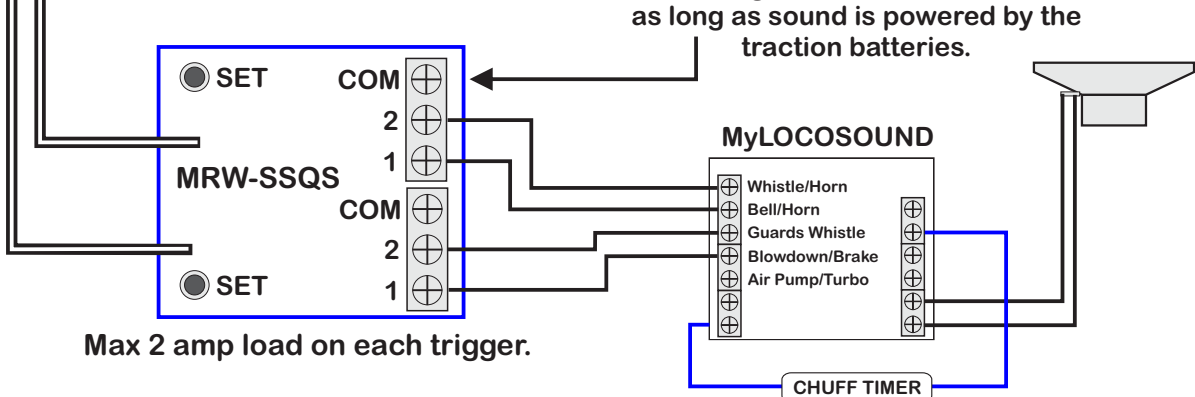 as long as sound is powered by the
traction batteries.
SET
COM
2
1
MRW-SSQS
COM
2
1
SET
Max 2 amp load on each trigger.
MyLOCOSOUND
Whistle/Horn
Bell/Horn
Guards Whistle
Blowdown/Brake
Air Pump/Turbo
CHUFF TIMER